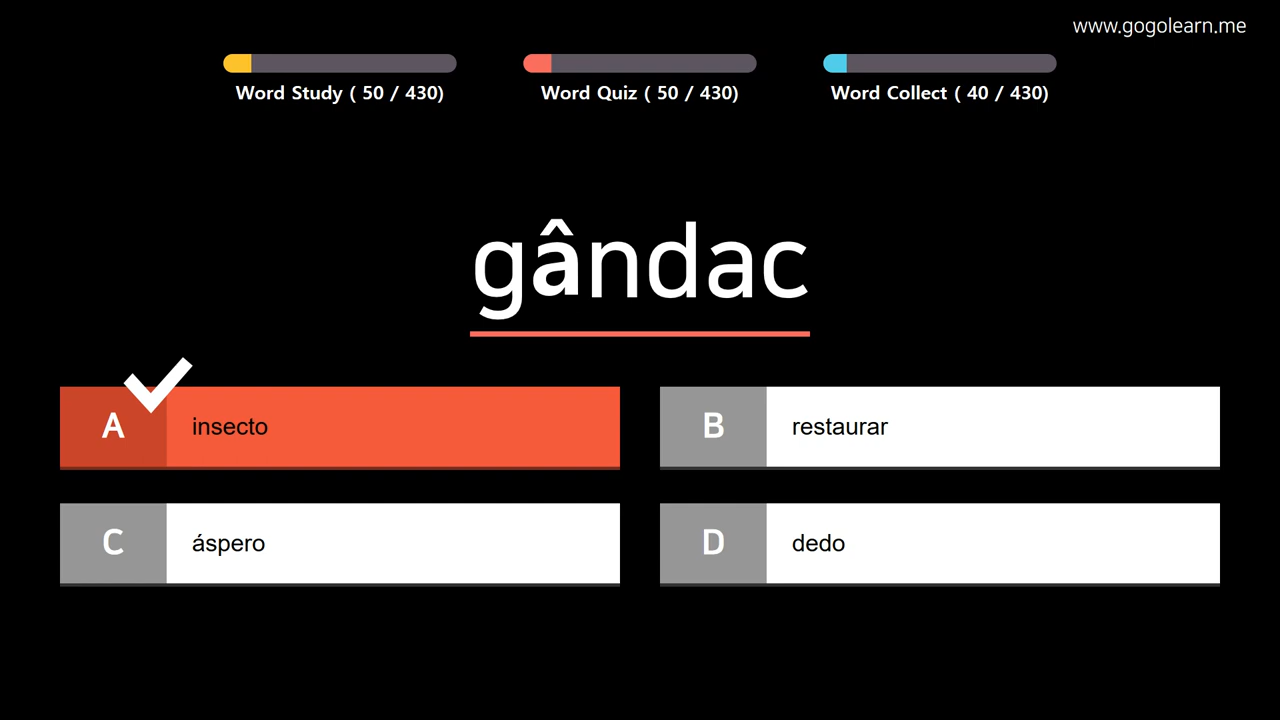 www.gogolearn.me
Word Study ( 50 / 430)
Word Quiz ( 50 / 430)
Word Collect ( 40 / 430)
gândac
A insecto
B restaurar
C áspero
D dedo